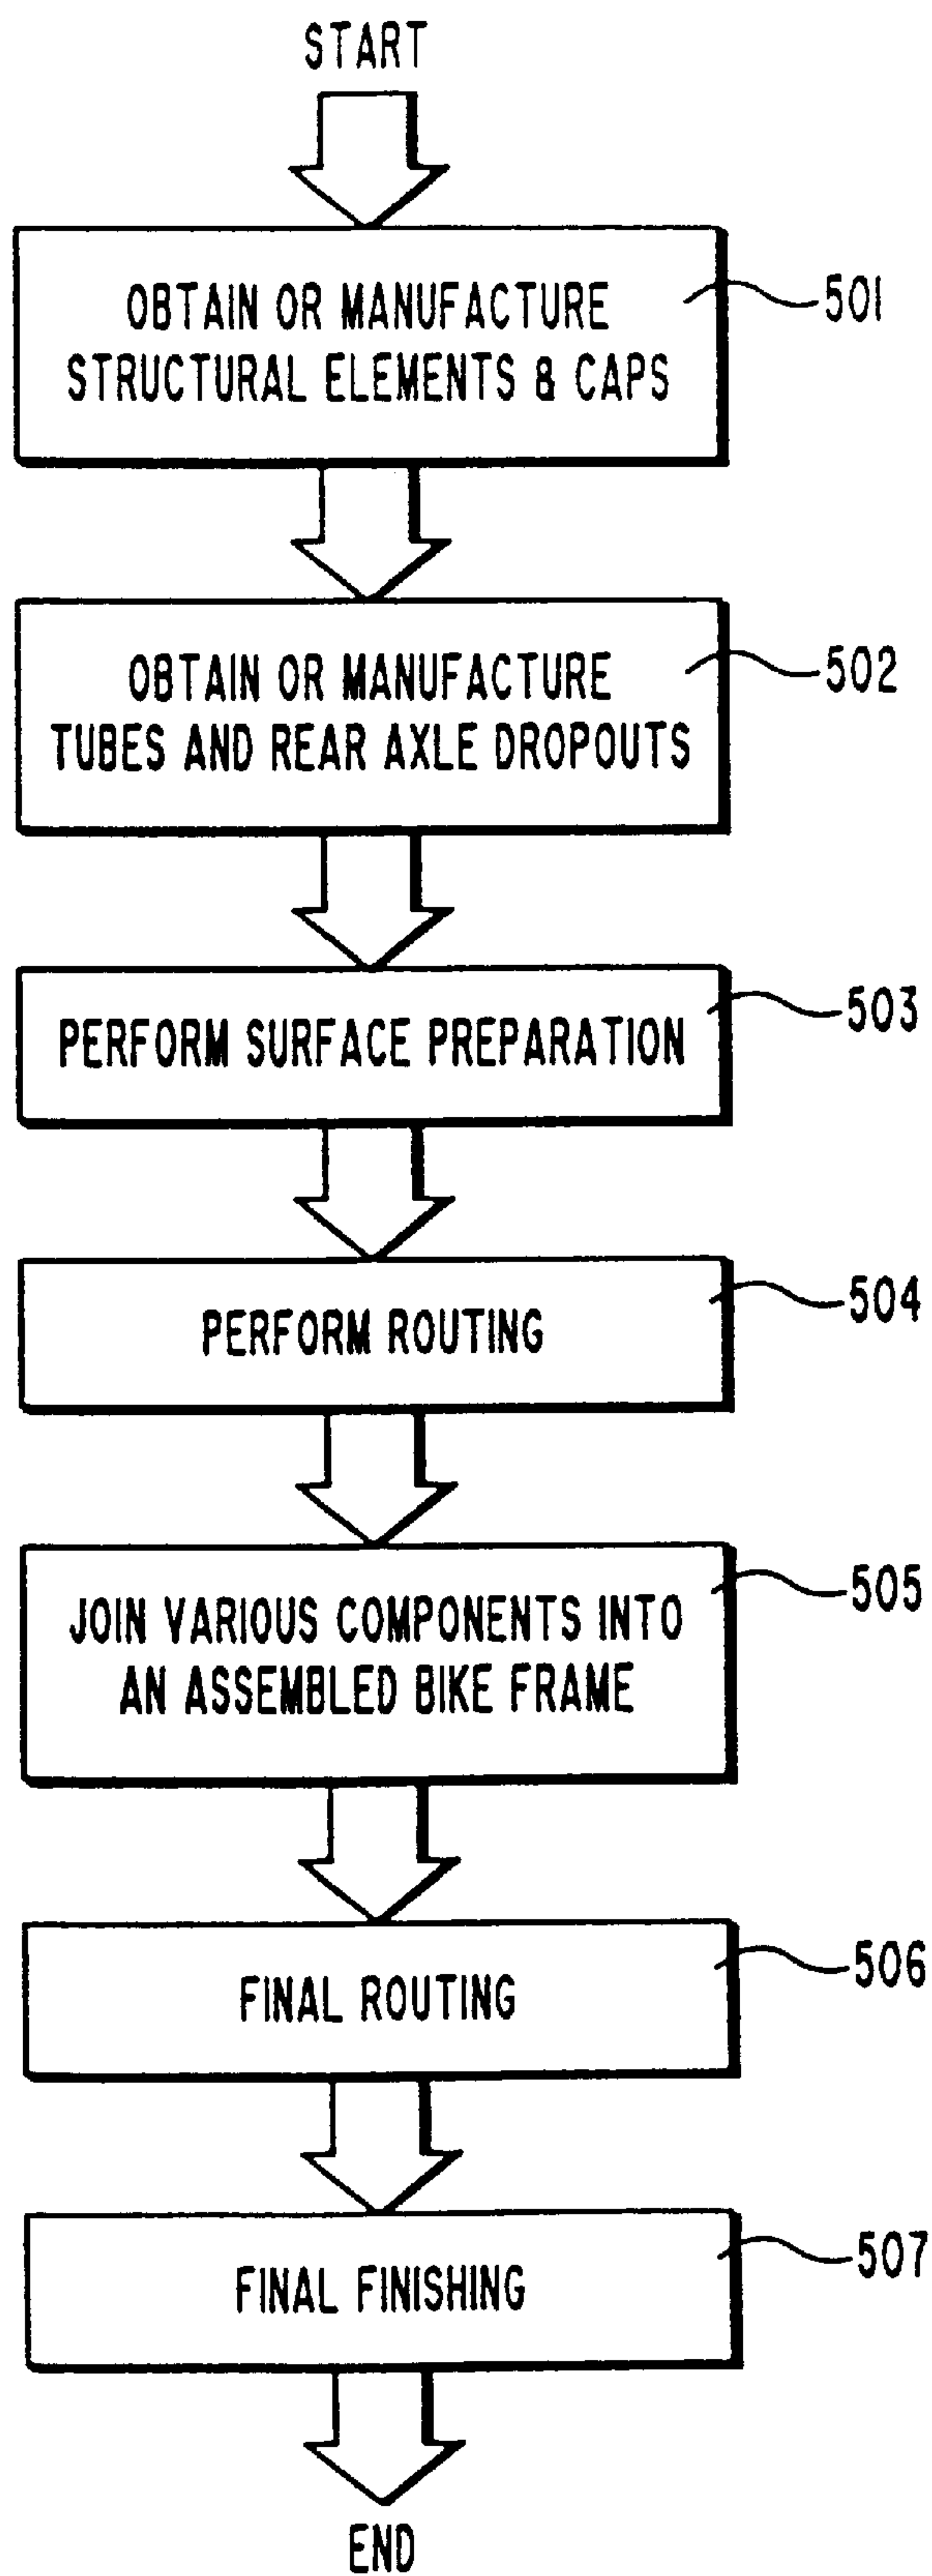 START
OBTAIN OR MANUFACTURE
STRUCTURAL ELEMENTS & CAPS
501
OBTAIN OR MANUFACTURE
TUBES AND REAR AXLE DROPOUTS
502
PERFORM SURFACE PREPARATION
503
PERFORM ROUTING
504
JOIN VARIOUS COMPONENTS INTO
AN ASSEMBLED BIKE FRAME
505
FINAL ROUTING
506
FINAL FINISHING
507
END